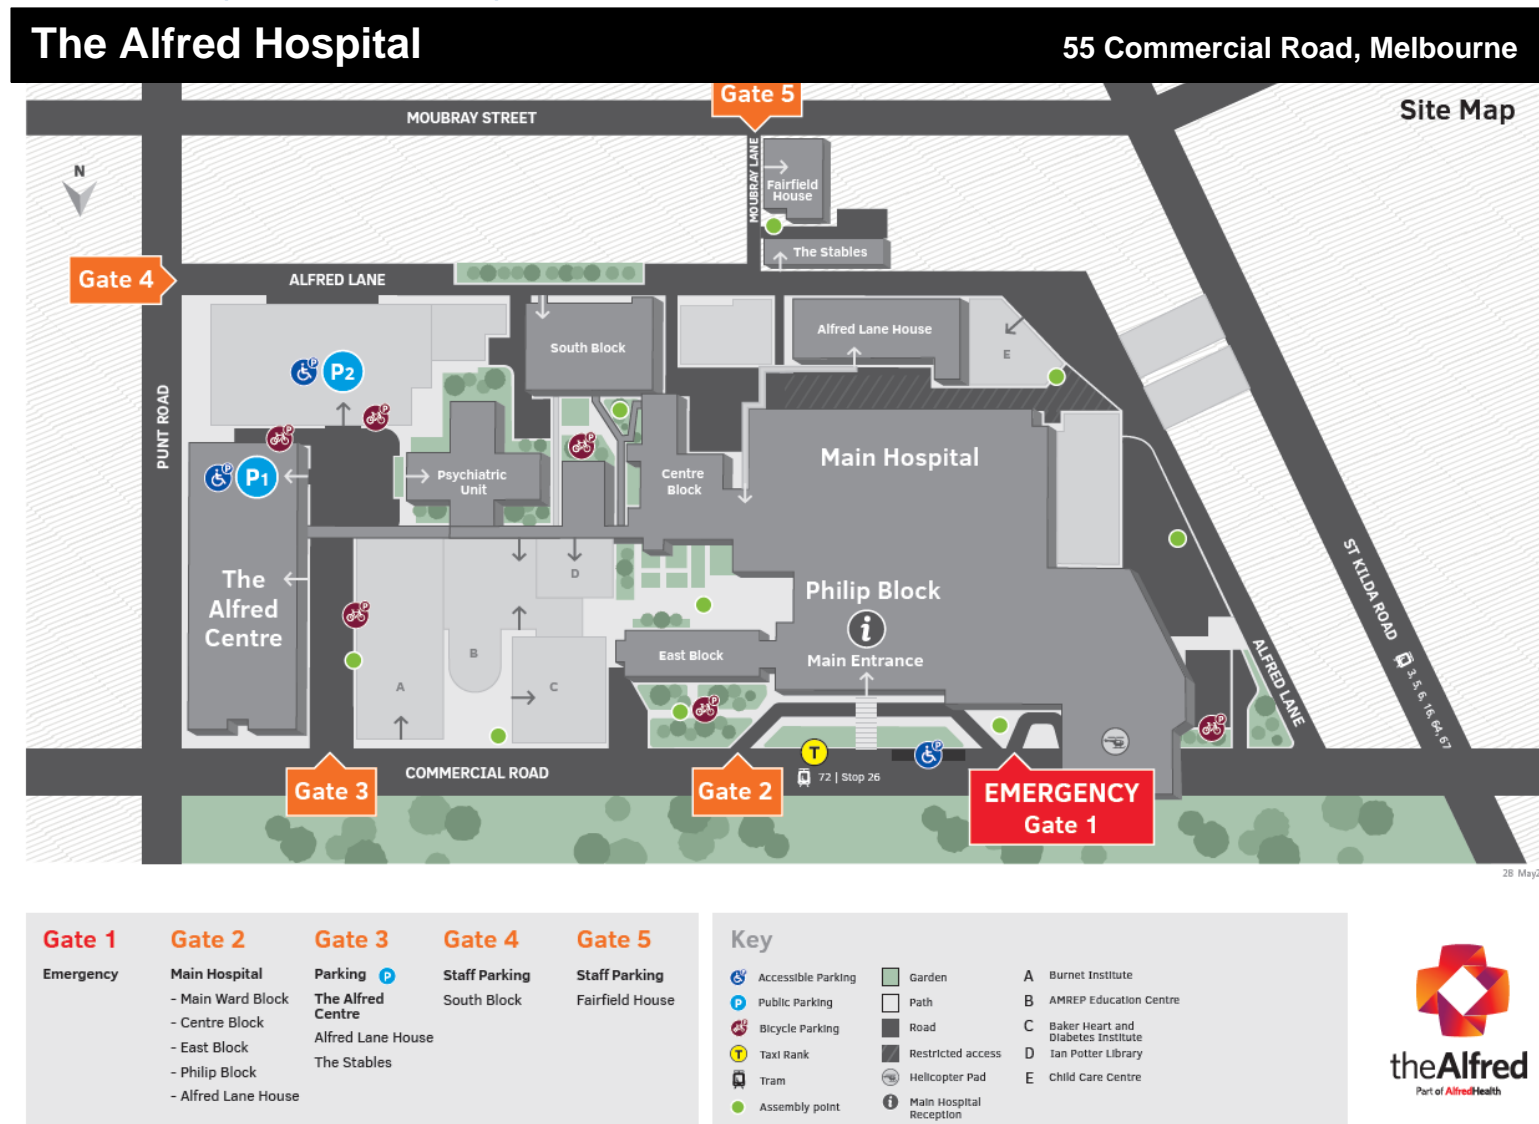 The Alfred Hospital
55 Commercial Road, Melbourne
Site Map
Gate 5
MOUBRAY STREET
N
MOUBRAY LANE
Fairfield
House
The Stables
Gate 4
ALFRED LANE
South Block
Alfred Lane House
E
P2
PUNT ROAD
P1
Psychiatric
Unit
Centre
Block
Main Hospital
The
Alfred
Centre
D
Philip Block
i
Main Entrance
East Block
B
A
C
ST KILDA ROAD
3, 5, 6, 16, 64, 67
ALFRED LANE
T
72 | Stop 26
COMMERCIAL ROAD
Gate 3
Gate 2
EMERGENCY
Gate 1
28 May2
Gate 1
Emergency
Gate 2
Main Hospital
- Main Ward Block
- Centre Block
- East Block
- Philip Block
- Alfred Lane House
Gate 3
Parking P
The Alfred
Centre
Alfred Lane House
The Stables
Gate 4
Staff Parking
South Block
Gate 5
Staff Parking
Fairfield House
Key
Accessible Parking
P Public Parking
Bicycle Parking
T Taxi Rank
Tram
Assembly point
Garden
Path
Road
Restricted access
Helicopter Pad
i Main Hospital
Reception
A Burnet Institute
B AMREP Education Centre
C Baker Heart and
Diabetes Institute
D Ian Potter Library
E Child Care Centre
theAlfred
Part of AlfredHealth